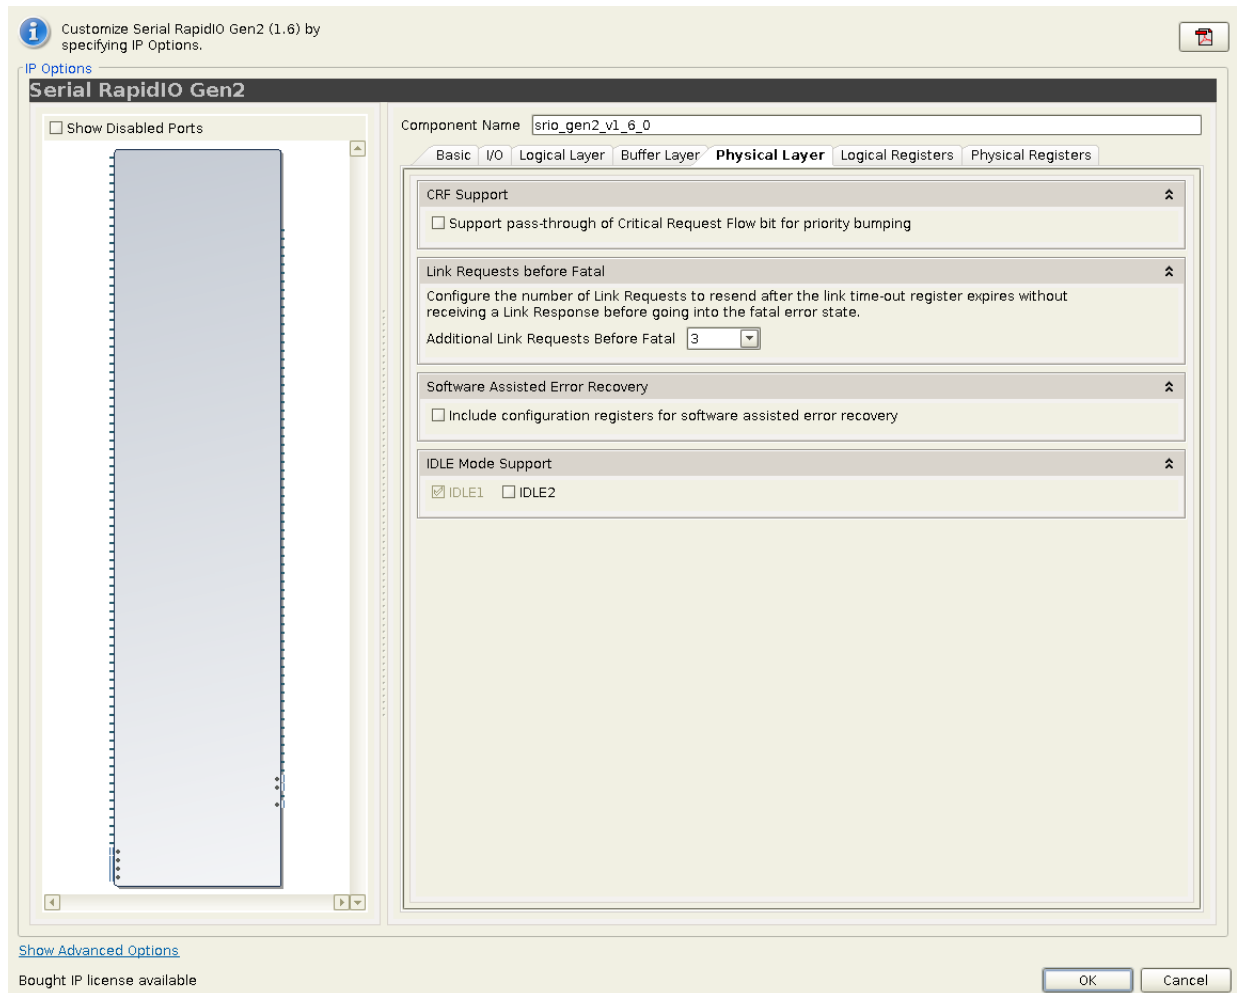 Customize Serial RapidIO Gen2 (1.6) by
specifying IP Options.
IP Options
Serial RapidIO Gen2
Show Disabled Ports
Component Name srio_gen2_v1_6_0
Basic I/O Logical Layer Buffer Layer Physical Layer Logical Registers Physical Registers
CRF Support
Support pass-through of Critical Request Flow bit for priority bumping
Link Requests before Fatal
Configure the number of Link Requests to resend after the link time-out register expires without
receiving a Link Response before going into the fatal error state.
Additional Link Requests Before Fatal 3
Software Assisted Error Recovery
Include configuration registers for software assisted error recovery
IDLE Mode Support
IDLE1 IDLE2
Show Advanced Options
Bought IP license available
OK Cancel